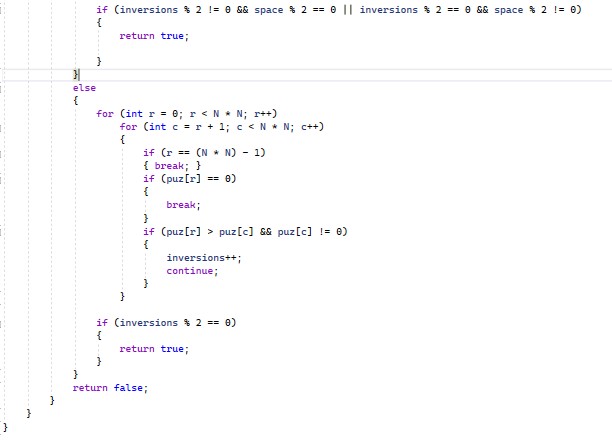 if (inversions % 2 != 0 && space % 2 == 0 || inversions % 2 == 0 && space % 2 != 0)
{
return true;
}
}
else
{
for (int r = 0; r < N * N; r++)
for (int c = r + 1; c < N * N; c++)
{
if (r == (N * N) - 1)
{ break; }
if (puz[r] == 0)
{
break;
}
if (puz[r] > puz[c] && puz[c] != 0)
{
inversions++;
continue;
}
}
if (inversions % 2 == 0)
{
return true;
}
}
return false;
}
}
}